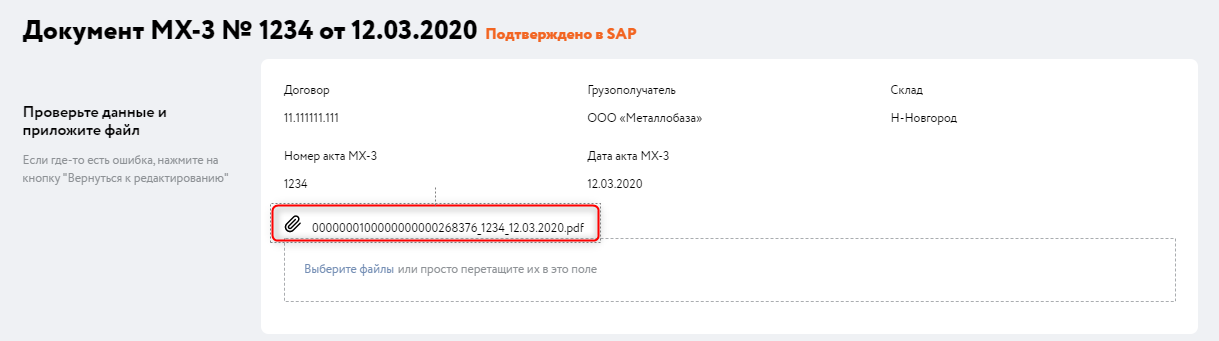 Документ МХ-3 № 1234 от 12.03.2020 Подтверждено в SAP
Проверьте данные и
приложите файл
Если где-то есть ошибка, нажмите на
кнопку "Вернуться к редактированию"
Договор Грузополучатель Склад
11.111111.111 ООО «Металлобаза» Н-Новгород
Номер акта МХ-3 Дата акта МХ-3
1234 12.03.2020
0000000100000000000268376_1234_12.03.2020.pdf
Выберите файлы или просто перетащите их в это поле